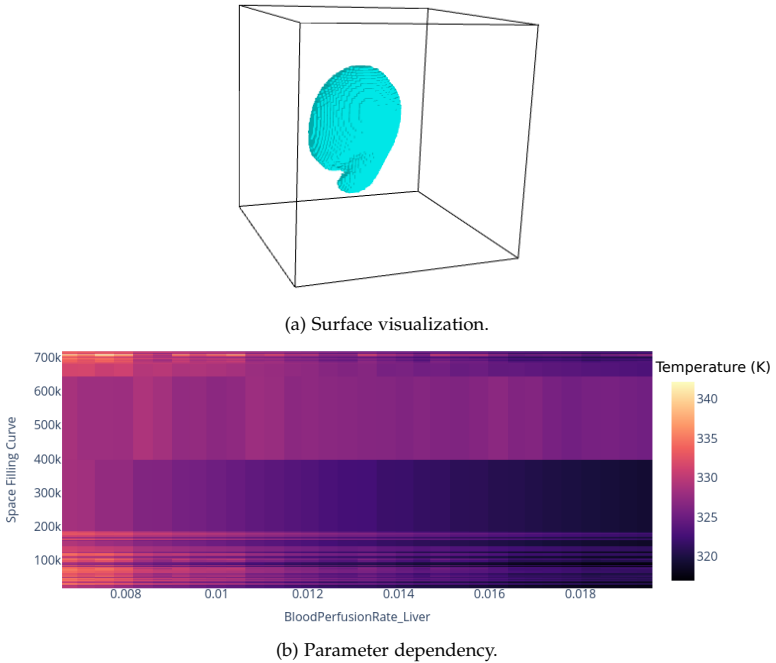 (a) Surface visualization.
700k
600k
500k
400k
300k
200k
100k
Space Filling Curve
0.008
0.01
0.012
0.014
0.016
0.018
BloodPerfusionRate_Liver
Temperature (K)
340
335
330
325
320
(b) Parameter dependency.